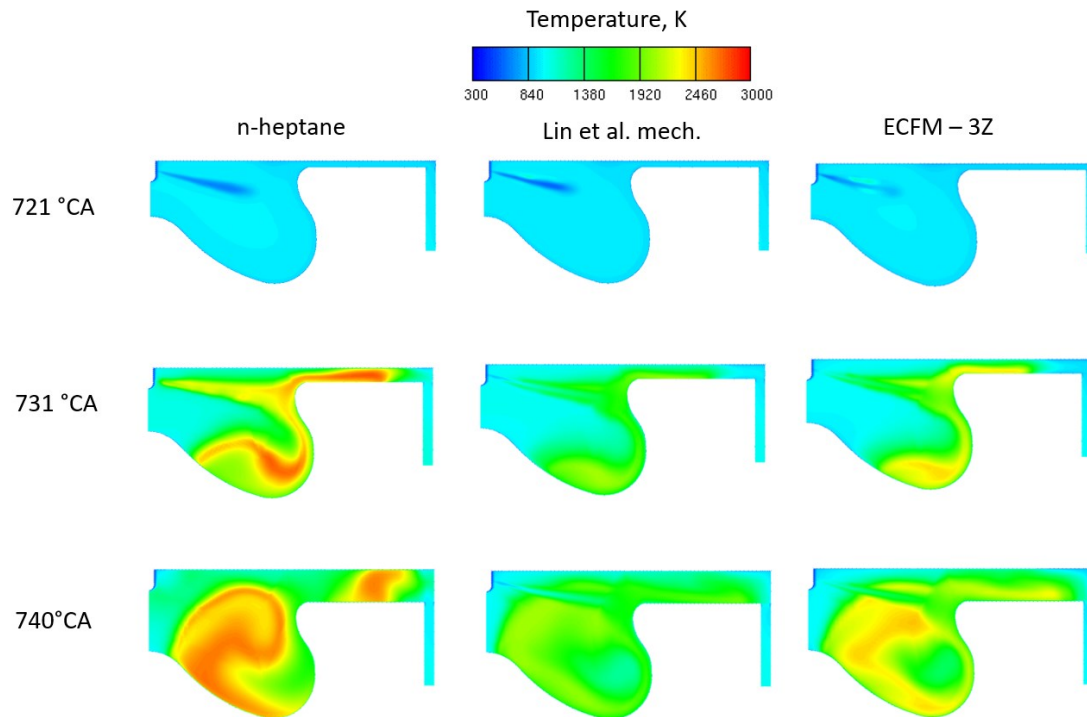 Temperature, K
300 840 1380 1920 2460 3000
n-heptane Lin et al. mech. ECFM – 3Z
721 °CA
731 °CA
740°CA